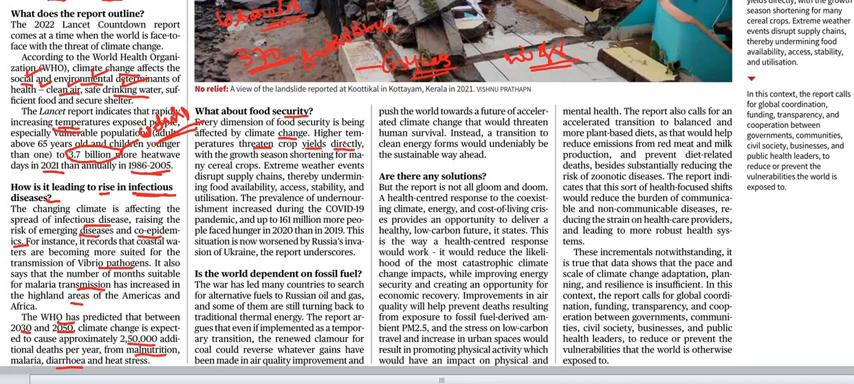 What does the report outline?
The 2022 Lancet Countdown report
comes at a time when the world is face-to-
face with the threat of climate change.
According to the World Health Organi-
zation (WHO), climate change affects the
social and environmental determinants of
health – clean air, safe drinking water, suf-
ficient food and secure shelter.
The Lancet report indicates that rapidly
increasing temperatures exposed people,
especially vulnerable populations (adults
above 65 years old and children younger
than one) to 3.7 billion more heatwave
days in 2021 than annually in 1986-2005.
How is it leading to rise in infectious
diseases?
The changing climate is affecting the
spread of infectious disease, raising the
risk of emerging diseases and co-epidem-
ics. For instance, it records that coastal wa-
ters are becoming more suited for the
transmission of Vibrio pathogens. It also
says that the number of months suitable
for malaria transmission has increased in
the highland areas of the Americas and
Africa.
The WHO has predicted that between
2030 and 2050, climate change is expect-
ed to cause approximately 2,50,000 addi-
tional deaths per year, from malnutrition,
malaria, diarrhoea and heat stress.
370
No relief: A view of the landslide reported at Koottikal in Kottayam, Kerala in 2021. VISHNU PRATHAPN
What about food security?
Every dimension of food security is being
affected by climate change. Higher tem-
peratures threaten crop yields directly,
with the growth season shortening for ma-
ny cereal crops. Extreme weather events
disrupt supply chains, thereby undermin-
ing food availability, access, stability, and
utilisation. The prevalence of undernour-
ishment increased during the COVID-19
pandemic, and up to 161 million more peo-
ple faced hunger in 2020 than in 2019. This
situation is now worsened by Russia's inva-
sion of Ukraine, the report underscores.
Is the world dependent on fossil fuel?
The war has led many countries to search
for alternative fuels to Russian oil and gas,
and some of them are still turning back to
traditional thermal energy. The report ar-
gues that even if implemented as a tempor-
ary transition, the renewed clamour for
coal could reverse whatever gains have
been made in air quality improvement and
push the world towards a future of acceler-
ated climate change that would threaten
human survival. Instead, a transition to
clean energy forms would undeniably be
the sustainable way ahead.
Are there any solutions?
But the report is not all gloom and doom.
A health-centred response to the coexist-
ing climate, energy, and cost-of-living cris-
es provides an opportunity to deliver a
healthy, low-carbon future, it states. This
is the way a health-centred response
would work - it would reduce the likeli-
hood of the most catastrophic climate
change impacts, while improving energy
security and creating an opportunity for
economic recovery. Improvements in air
quality will help prevent deaths resulting
from exposure to fossil fuel-derived am-
bient PM2.5, and the stress on low-carbon
travel and increase in urban spaces would
result in promoting physical activity which
would have an impact on physical and
mental health. The report also calls for an
accelerated transition to balanced and
more plant-based diets, as that would help
reduce emissions from red meat and milk
production, and prevent diet-related
deaths, besides substantially reducing the
risk of zoonotic diseases. The report indi-
cates that this sort of health-focused shifts
would reduce the burden of communica-
ble and non-communicable diseases, re-
ducing the strain on health-care providers,
and leading to more robust health sys-
tems.
These incrementals notwithstanding, it
is true that data shows that the pace and
scale of climate change adaptation, plan-
ning, and resilience is insufficient. In this
context, the report calls for global coordi-
nation, funding, transparency, and coop-
eration between governments, communi-
ties, civil society, businesses, and public
health leaders, to reduce or prevent the
vulnerabilities that the world is otherwise
exposed to.
yields directly, with the growth
season shortening for many
cereal crops. Extreme weather
events disrupt supply chains,
thereby undermining food
availability, access, stability,
and utilisation.
In this context, the report calls
for global coordination,
funding, transparency, and
cooperation between
governments, communities,
civil society, businesses, and
public health leaders, to
reduce or prevent the
vulnerabilities the world is
exposed to.